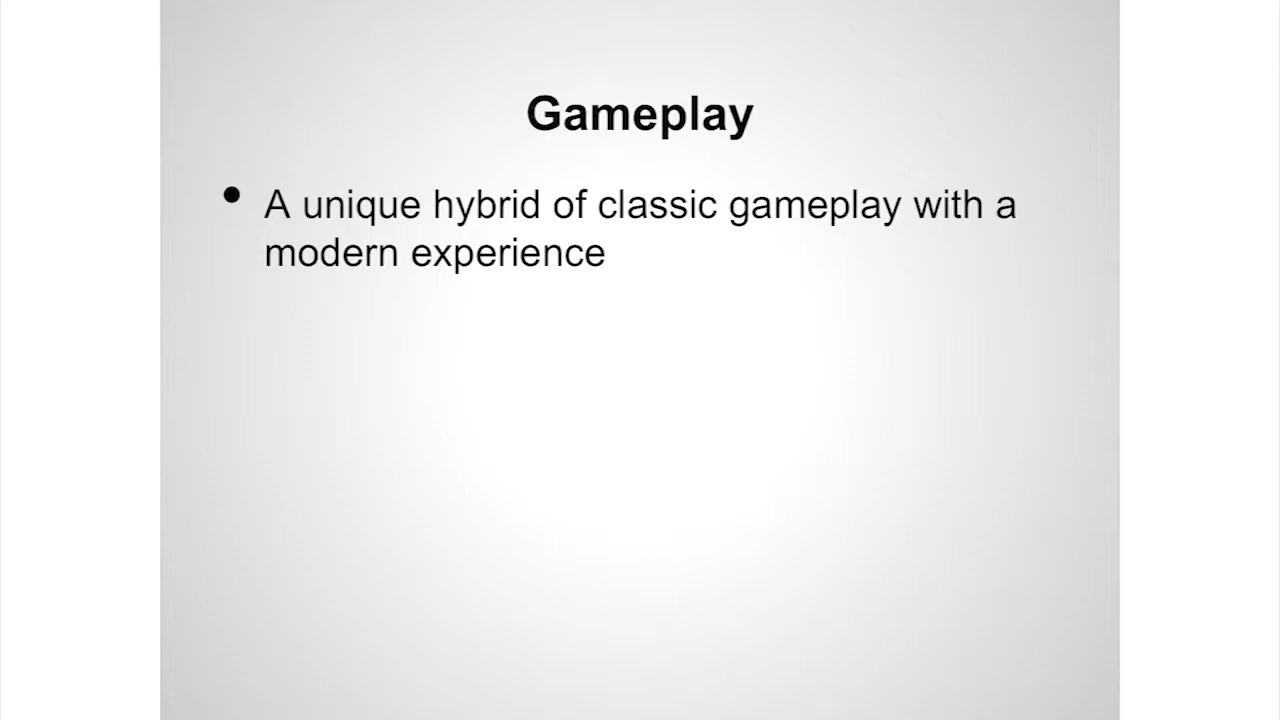 Gameplay
• A unique hybrid of classic gameplay with a
modern experience